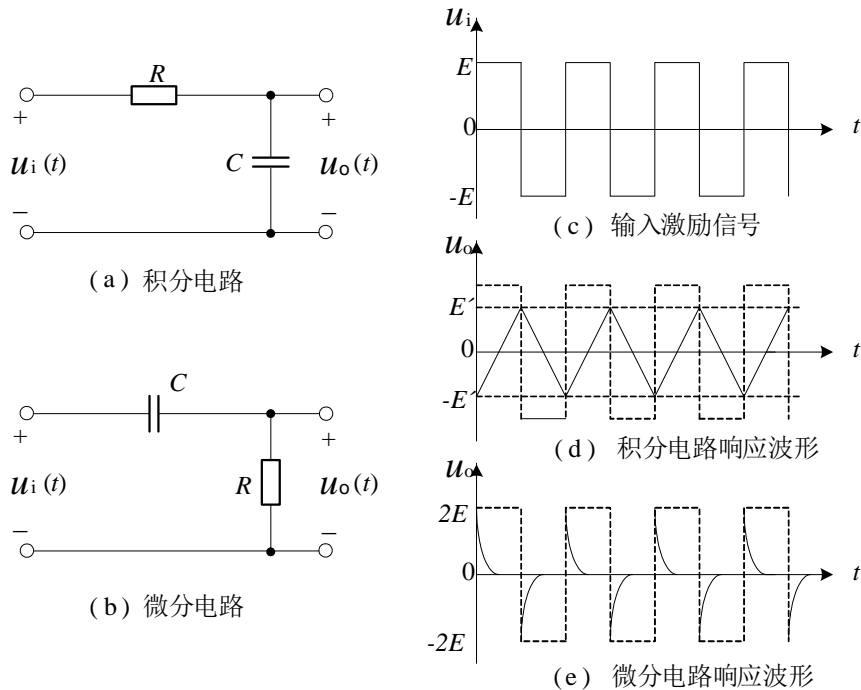 R
+
+
u i (t)
C
u o (t)
−
−
(a) 积分电路
C
+
+
u i (t)
R
u o (t)
−
−
(b) 微分电路
u i
E
0
t
-E
(c) 输入激励信号
u o
E′
0
t
-E′
(d) 积分电路响应波形
u o
2E
0
t
-2E
(e) 微分电路响应波形